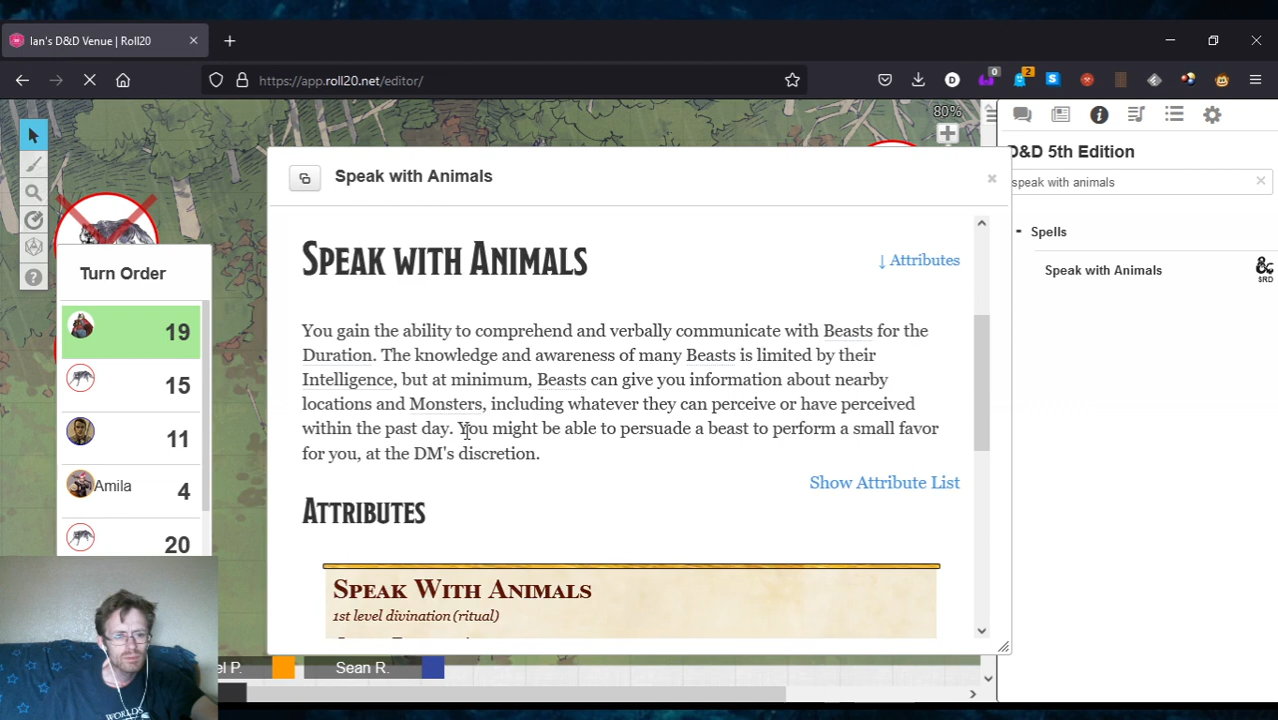 Ian's D&D Venue | Roll20
https://app.roll20.net/editor/
0
2
80%
Speak with Animals
D&D 5th Edition
speak with animals
Spells
Speak with Animals
SRD
Turn Order
19
15
11
Amila 4
20
Speak with Animals
↓ Attributes
You gain the ability to comprehend and verbally communicate with Beasts for the
Duration. The knowledge and awareness of many Beasts is limited by their
Intelligence, but at minimum, Beasts can give you information about nearby
locations and Monsters, including whatever they can perceive or have perceived
within the past day. You might be able to persuade a beast to perform a small favor
for you, at the DM's discretion.
Show Attribute List
Attributes
Speak With Animals
1st level divination (ritual)
el P.
Sean R.